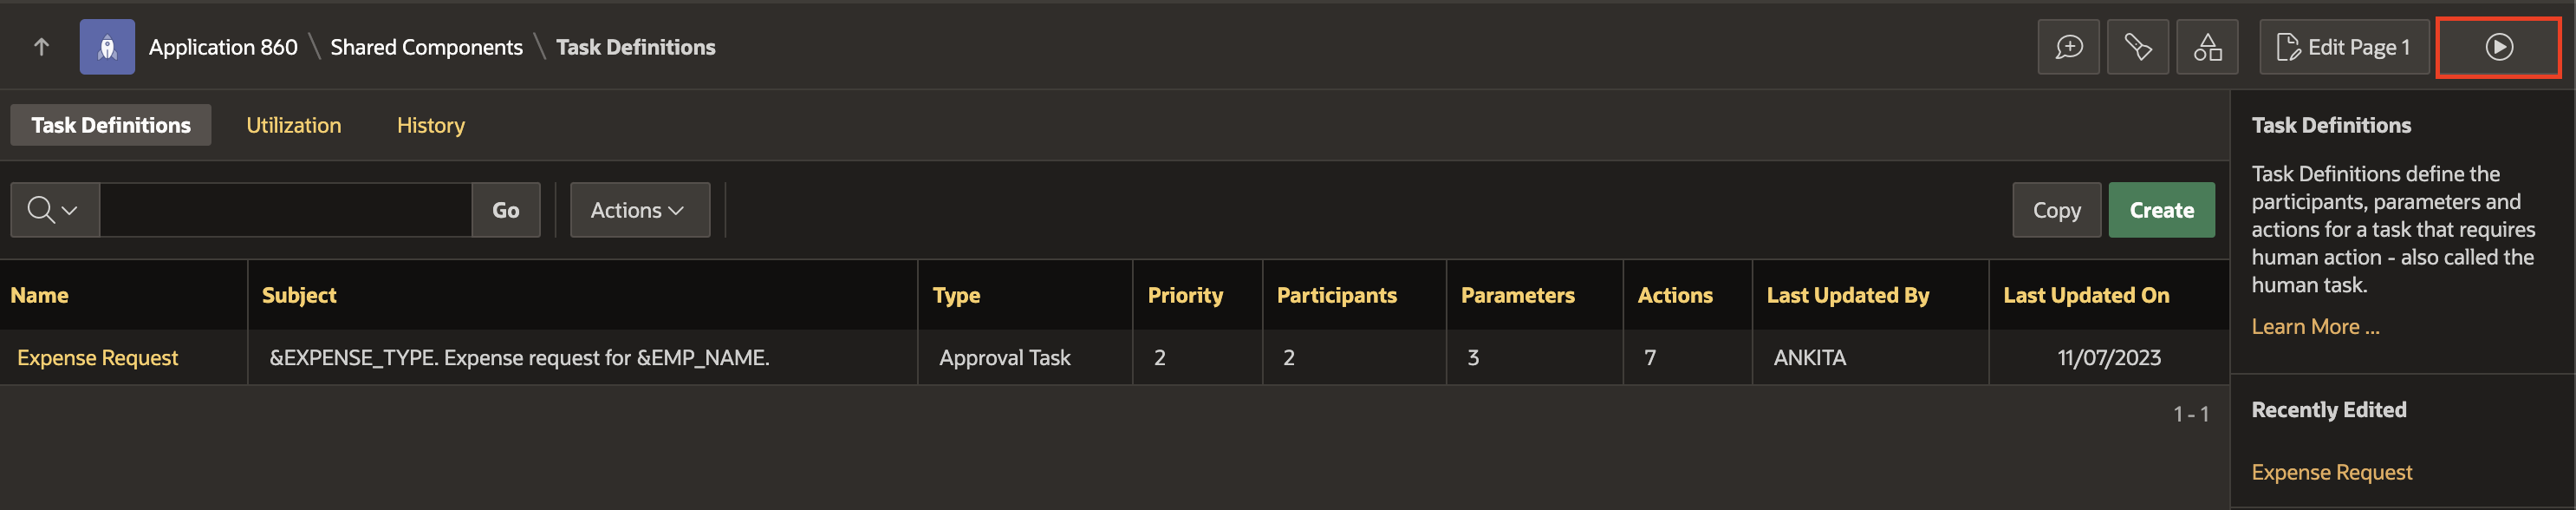 Application 860 \ Shared Components \ Task Definitions
Edit Page 1
Task Definitions Utilization History
Go Actions Copy Create
Name Subject Type Priority Participants Parameters Actions Last Updated By Last Updated On
Expense Request &EXPENSE_TYPE. Expense request for &EMP_NAME. Approval Task 2 2 3 7 ANKITA 11/07/2023
1 - 1
Task Definitions
Task Definitions define the
participants, parameters and
actions for a task that requires
human action - also called the
human task.
Learn More ...
Recently Edited
Expense Request